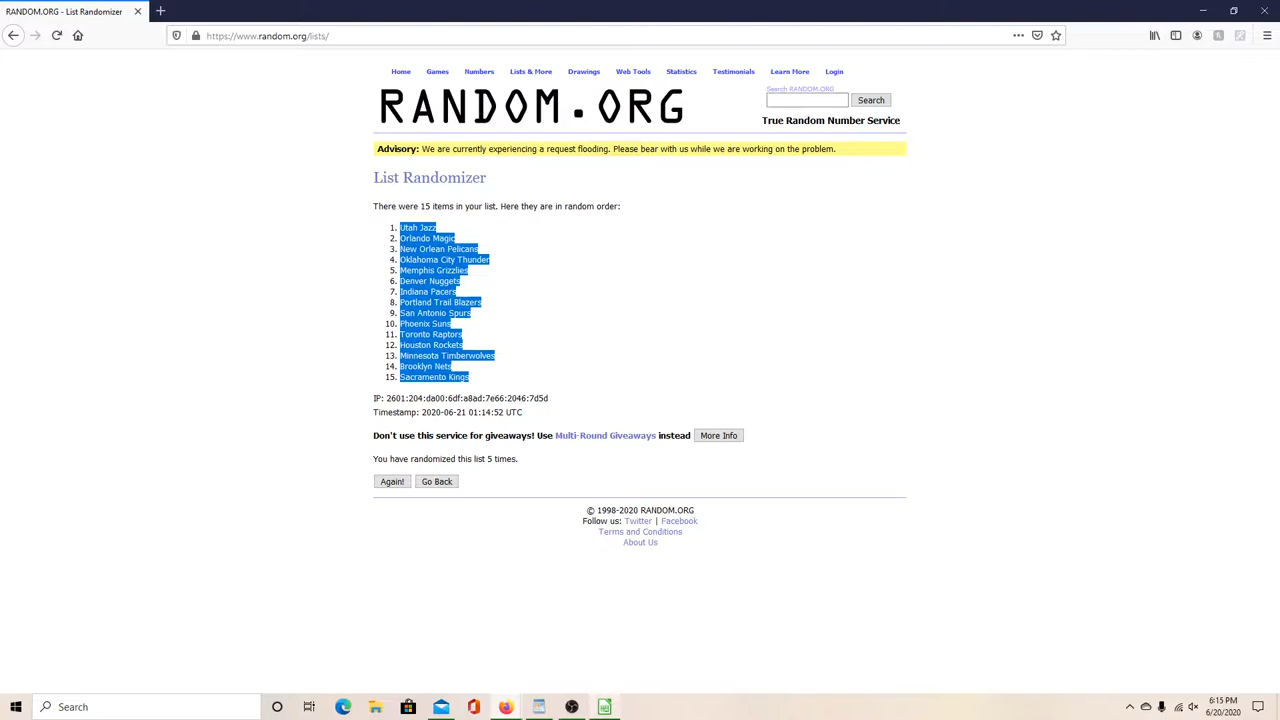 RANDOM.ORG - List Randomizer
https://www.random.org/lists/
Home Games Numbers Lists & More Drawings Web Tools Statistics Testimonials Learn More Login
RANDOM.ORG
Search RANDOM.ORG
Search
True Random Number Service
Advisory: We are currently experiencing a request flooding. Please bear with us while we are working on the problem.
List Randomizer
There were 15 items in your list. Here they are in random order:
1. Utah Jazz
2. Orlando Magic
3. New Orlean Pelicans
4. Oklahoma City Thunder
5. Memphis Grizzlies
6. Denver Nuggets
7. Indiana Pacers
8. Portland Trail Blazers
9. San Antonio Spurs
10. Phoenix Suns
11. Toronto Raptors
12. Houston Rockets
13. Minnesota Timberwolves
14. Brooklyn Nets
15. Sacramento Kings
IP: 2601:204:da00:6df:a8ad:7e66:2046:7d5d
Timestamp: 2020-06-21 01:14:52 UTC
Don't use this service for giveaways! Use Multi-Round Giveaways instead More Info
You have randomized this list 5 times.
Again! Go Back
© 1998-2020 RANDOM.ORG
Follow us: Twitter | Facebook
Terms and Conditions
About Us
Search
6:15 PM
6/20/2020